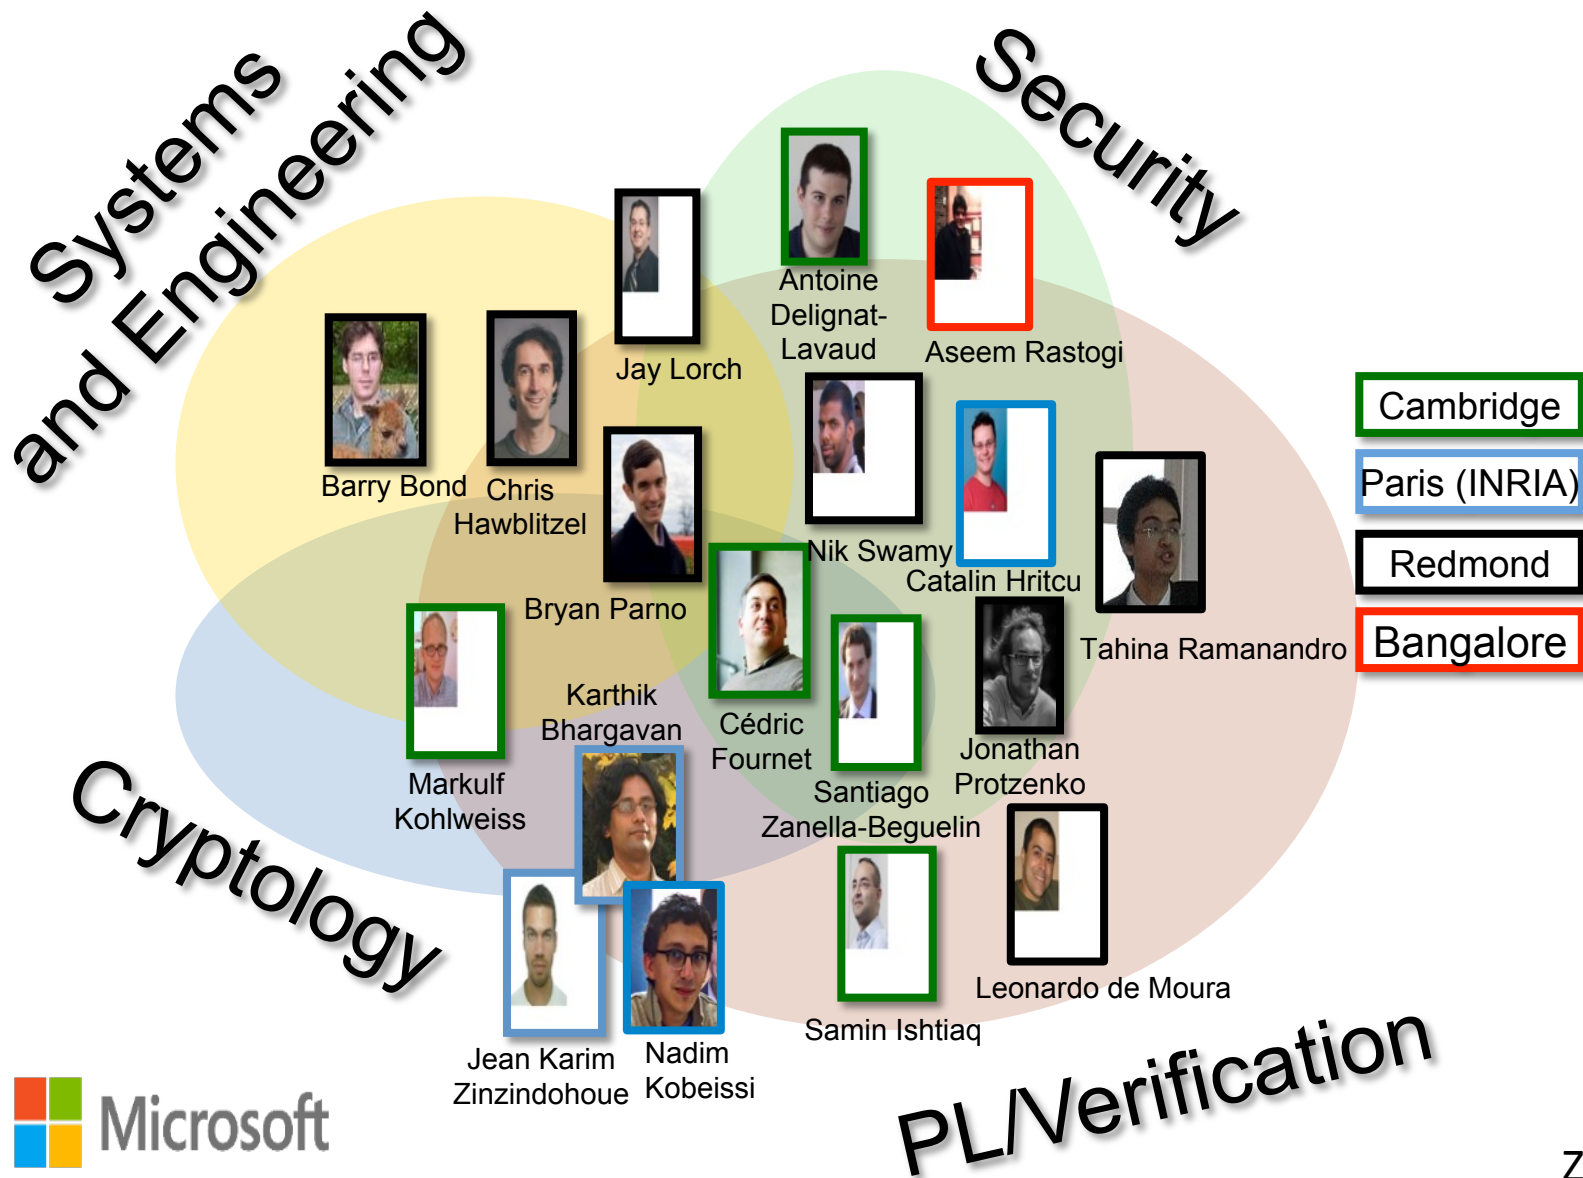 Systems
and Engineering
Security
Antoine
Delignat-
Lavaud
Aseem Rastogi
Jay Lorch
Cambridge
Paris (INRIA)
Redmond
Bangalore
Barry Bond
Chris
Hawblitzel
Nik Swamy
Catalin Hritcu
Bryan Parno
Tahina Ramanandro
Karthik
Bhargavan
Cédric
Fournet
Jonathan
Protzenko
Markulf
Kohlweiss
Santiago
Zanella-Beguelin
Cryptology
Leonardo de Moura
Samin Ishtiaq
Jean Karim
Zinzindohoue
Nadim
Kobeissi
PL/Verification
Microsoft